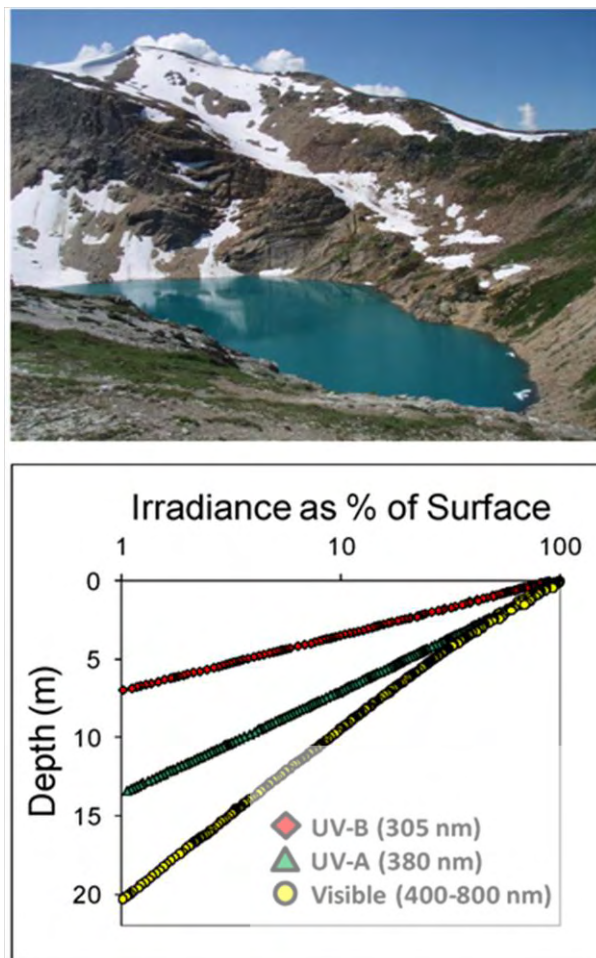 Irradiance as % of Surface
1 10 100
0
5
10
15
20
Depth (m)
UV-B (305 nm)
UV-A (380 nm)
Visible (400-800 nm)